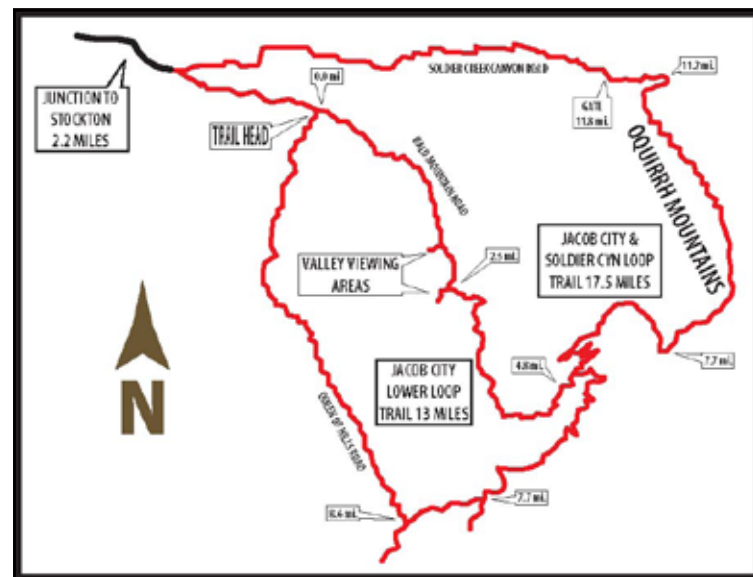 SOLDIER CREEK CANYON ROAD
11.2 mi.
0.0 mi
JUNCTION TO
STOCKTON
2.2 MILES
GATE
11.8 mi.
TRAIL HEAD
BALD MOUNTAIN ROAD
OQUIRRH MOUNTAINS
JACOB CITY &
SOLDIER CYN LOOP
TRAIL 17.5 MILES
VALLEY VIEWING
AREAS
2.5 mi.
4.8 mi.
7.7 mi.
JACOB CITY
LOWER LOOP
TRAIL 13 MILES
N
QUEEN OF HILLS ROAD
7.7 mi.
8.4 mi.